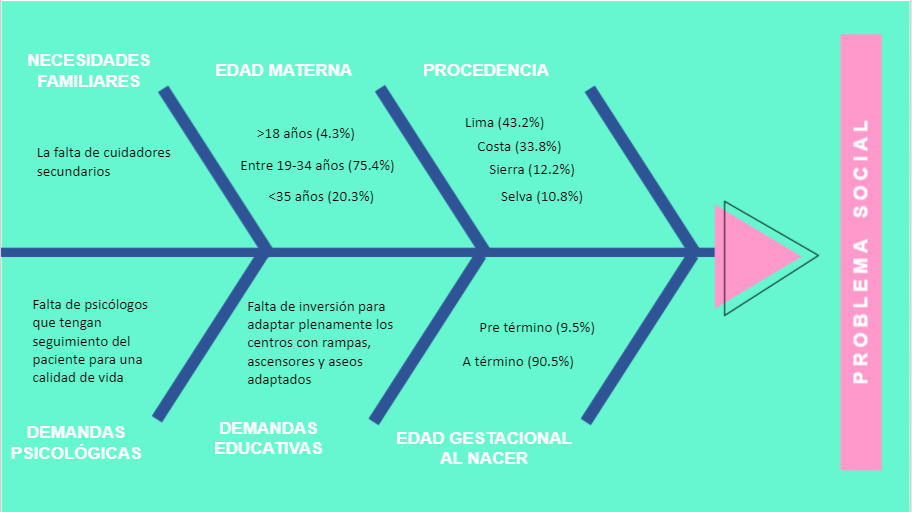 NECESIDADES
FAMILIARES
La falta de cuidadores
secundarios
EDAD MATERNA
>18 años (4.3%)
Entre 19-34 años (75.4%)
<35 años (20.3%)
PROCEDENCIA
Lima (43.2%)
Costa (33.8%)
Sierra (12.2%)
Selva (10.8%)
Falta de psicólogos
que tengan
seguimiento del
paciente para una
calidad de vida
DEMANDAS
PSICOLÓGICAS
Falta de inversión para
adaptar plenamente los
centros con rampas,
ascensores y aseos
adaptados
DEMANDAS
EDUCATIVAS
Pre término (9.5%)
A término (90.5%)
EDAD GESTACIONAL
AL NACER
PROBLEMA SOCIAL